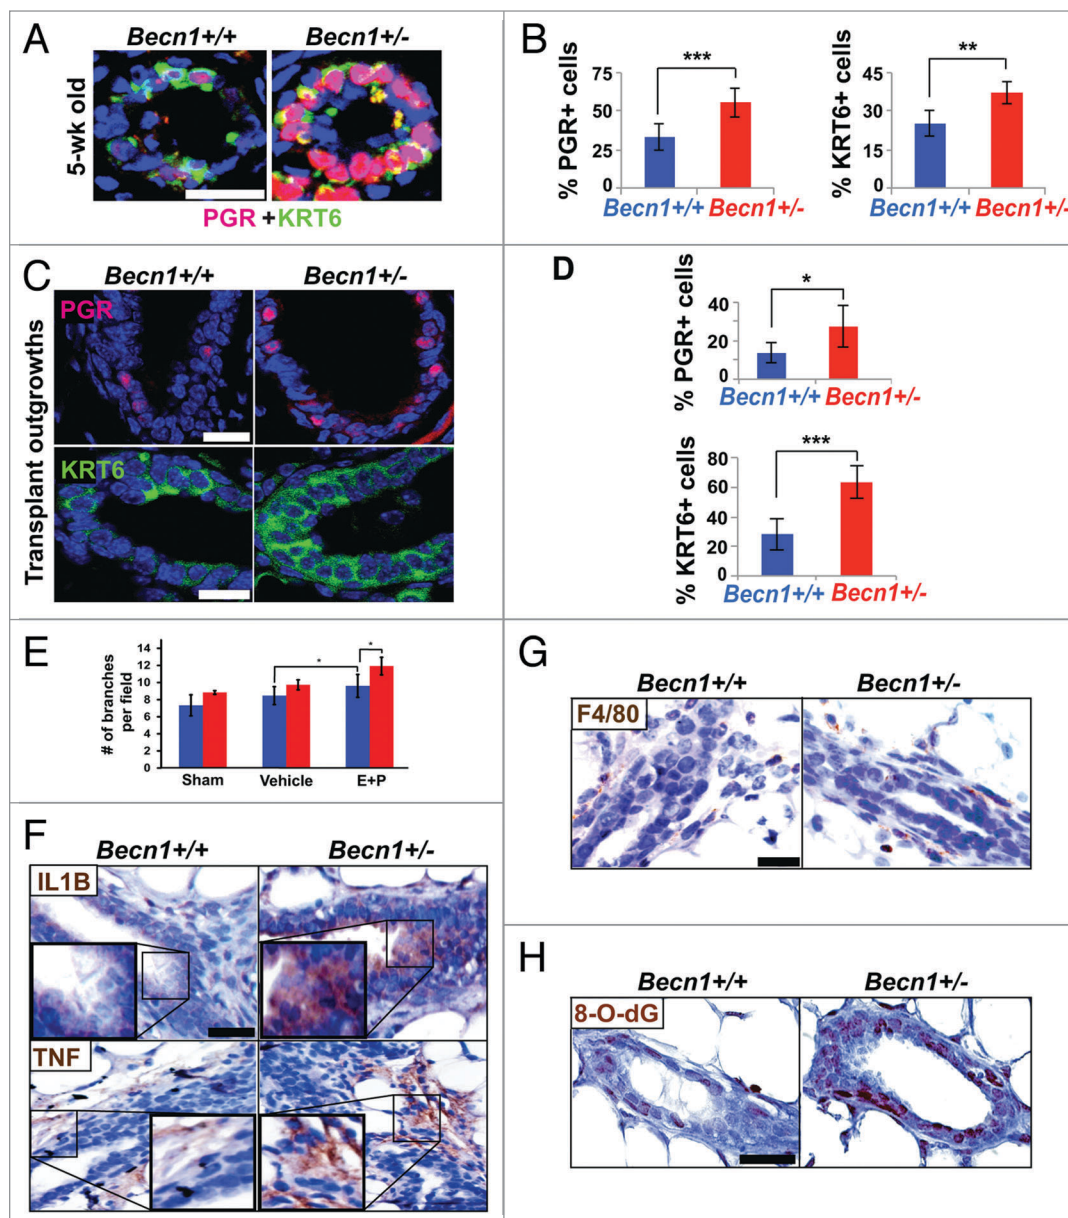 A
Becn1+/+
Becn1+/-
5-wk old
PGR +KRT6
B
% PGR+ cells
75
50
25
0
***
Becn1+/+ Becn1+/-
% KRT6+ cells
45
30
15
0
**
Becn1+/+ Becn1+/-
C
Becn1+/+
Becn1+/-
Transplant outgrowths
PGR
KRT6
D
% PGR+ cells
40
20
0
*
Becn1+/+ Becn1+/-
% KRT6+ cells
80
60
40
20
0
***
Becn1+/+ Becn1+/-
E
# of branches
per field
14
12
10
8
6
4
2
0
*
*
Sham Vehicle E+P
F
Becn1+/+
Becn1+/-
IL1B
TNF
G
Becn1+/+
Becn1+/-
F4/80
H
Becn1+/+
Becn1+/-
8-O-dG